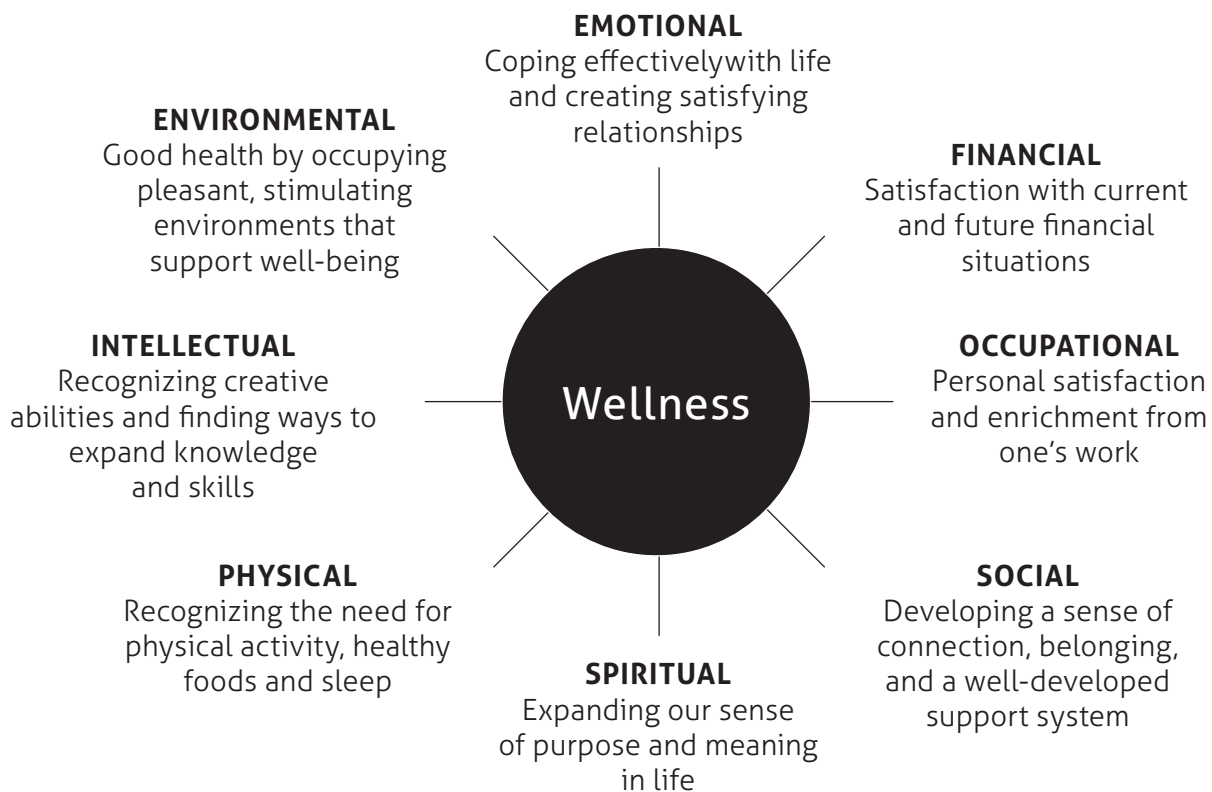 EMOTIONAL
Coping effectivelywith life
and creating satisfying
relationships
FINANCIAL
Satisfaction with current
and future financial
situations
OCCUPATIONAL
Personal satisfaction
and enrichment from
one’s work
SOCIAL
Developing a sense of
connection, belonging,
and a well-developed
support system
SPIRITUAL
Expanding our sense
of purpose and meaning
in life
PHYSICAL
Recognizing the need for
physical activity, healthy
foods and sleep
INTELLECTUAL
Recognizing creative
abilities and finding ways to
expand knowledge
and skills
ENVIRONMENTAL
Good health by occupying
pleasant, stimulating
environments that
support well-being
Wellness